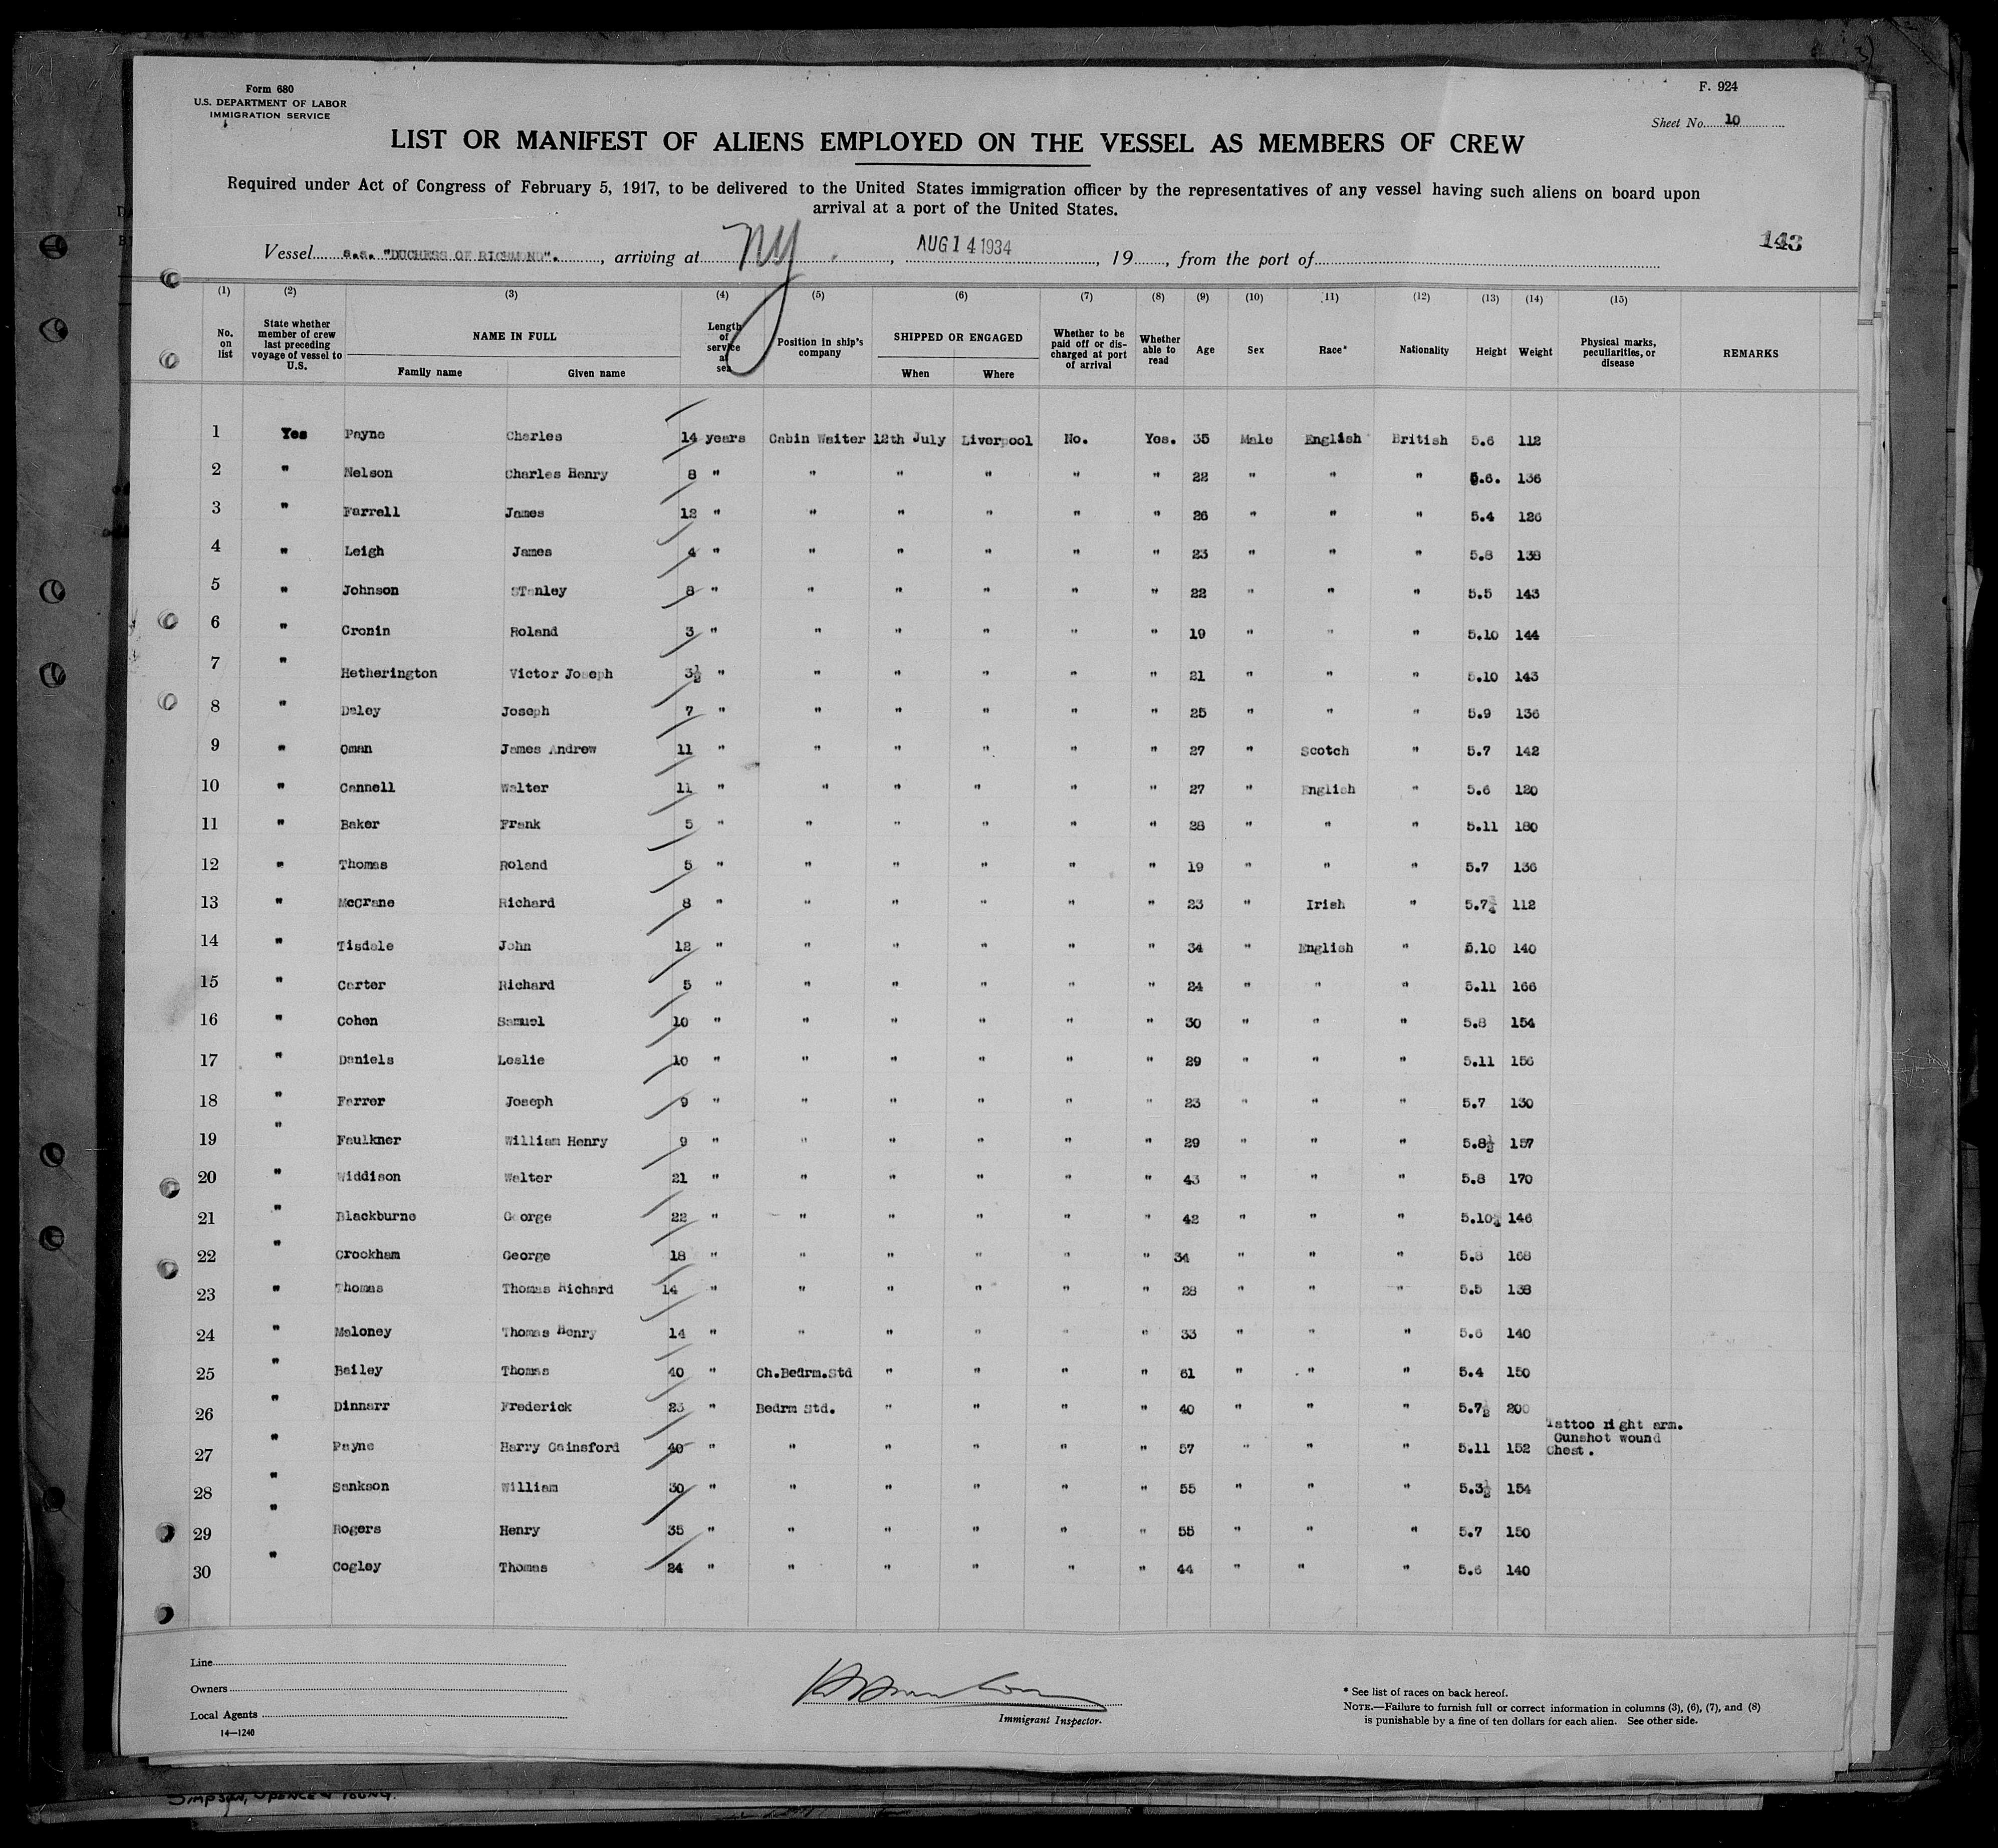 Form 680
U.S. DEPARTMENT OF LABOR
IMMIGRATION SERVICE
F. 924
Sheet No. 10
LIST OR MANIFEST OF ALIENS EMPLOYED ON THE VESSEL AS MEMBERS OF CREW
Required under Act of Congress of February 5, 1917, to be delivered to the United States immigration officer by the representatives of any vessel having such aliens on board upon
arrival at a port of the United States.
Vessel s.s. "DUCHESS OF RICHMOND"., arriving at NY, AUG 14 1934, 19, from the port of
143
(1) (2) (3) (4) (5) (6) (7) (8) (9) (10) (11) (12) (13) (14) (15)
No. on list
State whether member of crew last preceding voyage of vessel to U.S.
NAME IN FULL
Family name Given name
Length of service at sea
Position in ship's company
SHIPPED OR ENGAGED
When Where
Whether to be paid off or discharged at port of arrival
Whether able to read
Age Sex Race* Nationality Height Weight
Physical marks, peculiarities, or disease
REMARKS
1 Yes Payne Charles 14 years Cabin Waiter 12th July Liverpool No. Yes. 35 Male English British 5.6 112
2 " Nelson Charles Henry 8 " " " " " " 22 " " " 5.6. 136
3 " Farrell James 12 " " " " " " 26 " " " 5.4 126
4 " Leigh James 4 " " " " " " 23 " " " 5.8 138
5 " Johnson STanley 8 " " " " " " 22 " " " 5.5 143
6 " Cronin Roland 3 " " " " " " 19 " " " 5.10 144
7 " Hetherington Victor Joseph 3½ " " " " " " 21 " " " 5.10 143
8 " Daley Joseph 7 " " " " " " 25 " " " 5.9 136
9 " Oman James Andrew 11 " " " " " " 27 " Scotch " 5.7 142
10 " Cannell Walter 11 " " " " " " 27 " English " 5.6 120
11 " Baker Frank 5 " " " " " " 28 " " " 5.11 180
12 " Thomas Roland 5 " " " " " " 19 " " " 5.7 136
13 " McCrane Richard 8 " " " " " " 23 " Irish " 5.7 112
14 " Tisdale John 12 " " " " " " 34 " English " 5.10 140
15 " Carter Richard 5 " " " " " " 24 " " " 5.11 166
16 " Cohen Samuel 10 " " " " " " 30 " " " 5.8 154
17 " Daniels Leslie 10 " " " " " " 29 " " " 5.11 156
18 " Farrer Joseph 9 " " " " " " 23 " " " 5.7 130
19 " Faulkner William Henry 9 " " " " " " 29 " " " 5.8½ 157
20 " Widdison Walter 21 " " " " " " 43 " " " 5.8 170
21 " Blackburne George 22 " " " " " " 42 " " " 5.10½ 146
22 " Crookham George 18 " " " " " " 34 " " " 5.8 168
23 " Thomas Thomas Richard 14 " " " " " " 28 " " " 5.5 138
24 " Maloney Thomas Henry 14 " " " " " " 33 " " " 5.6 140
25 " Bailey Thomas 40 " Ch.Bedrm.Std " " " " 61 " " " 5.4 150
26 " Dinnarr Frederick 23 " Bedrm Std. " " " " 40 " " " 5.7½ 200
27 " Payne Harry Gainsford 40 " " " " " " 57 " " " 5.11 152 Tattoo right arm. Gunshot wound Chest.
28 " Sankson William 30 " " " " " " 55 " " " 5.3½ 154
29 " Rogers Henry 35 " " " " " " 55 " " " 5.7 150
30 " Cogley Thomas 24 " " " " " " 44 " " " 5.6 140
Line
Owners
Local Agents
14—1240
Immigrant Inspector.
* See list of races on back hereof.
NOTE.—Failure to furnish full or correct information in columns (3), (6), (7), and (8)
is punishable by a fine of ten dollars for each alien. See other side.